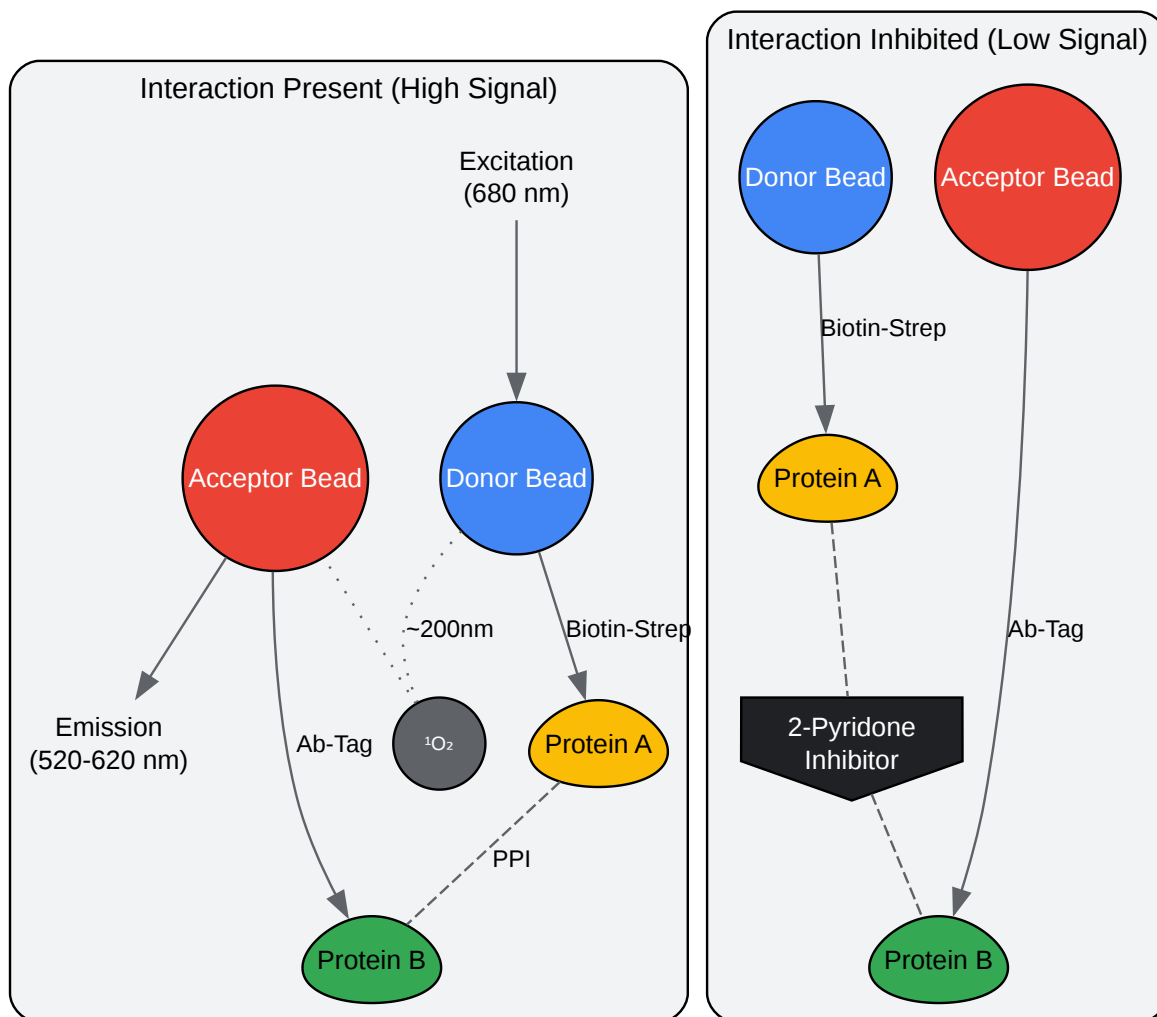 Interaction Present (High Signal)
Excitation
(680 nm)
Acceptor Bead
Donor Bead
~200nm
Biotin-Strep
Emission
(520-620 nm)
Ab-Tag
¹O₂
Protein A
PPI
Protein B
Interaction Inhibited (Low Signal)
Donor Bead
Acceptor Bead
Biotin-Strep
Protein A
Ab-Tag
2-Pyridone
Inhibitor
Protein B